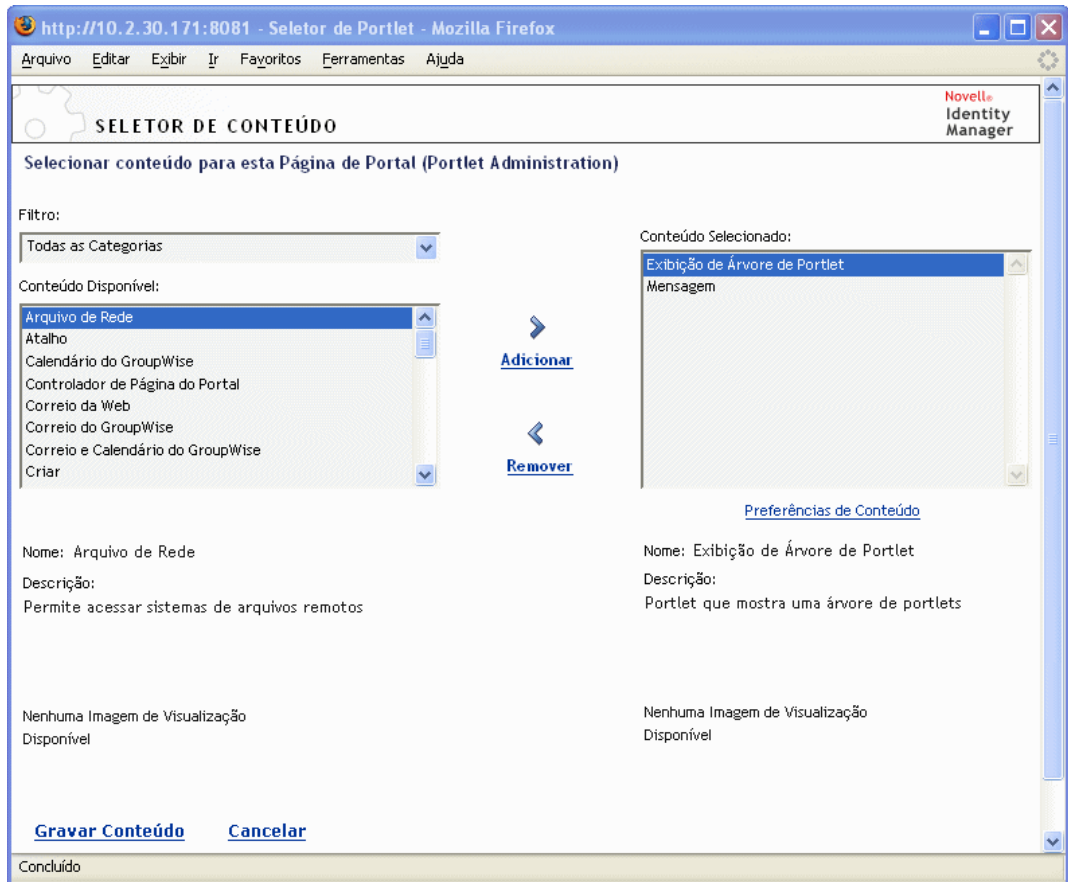 http://10.2.30.171:8081 - Seletor de Portlet - Mozilla Firefox
Arquivo Editar Exibir Ir Favoritos Ferramentas Ajuda
Novell®
Identity
Manager
SELETOR DE CONTEÚDO
Selecionar conteúdo para esta Página de Portal (Portlet Administration)
Filtro:
Todas as Categorias
Conteúdo Disponível:
Arquivo de Rede
Atalho
Calendário do GroupWise
Controlador de Página do Portal
Correio da Web
Correio do GroupWise
Correio e Calendário do GroupWise
Criar
Adicionar
Remover
Conteúdo Selecionado:
Exibição de Árvore de Portlet
Mensagem
Preferências de Conteúdo
Nome: Arquivo de Rede
Descrição:
Permite acessar sistemas de arquivos remotos
Nenhuma Imagem de Visualização
Disponível
Nome: Exibição de Árvore de Portlet
Descrição:
Portlet que mostra uma árvore de portlets
Nenhuma Imagem de Visualização
Disponível
Gravar Conteúdo Cancelar
Concluído